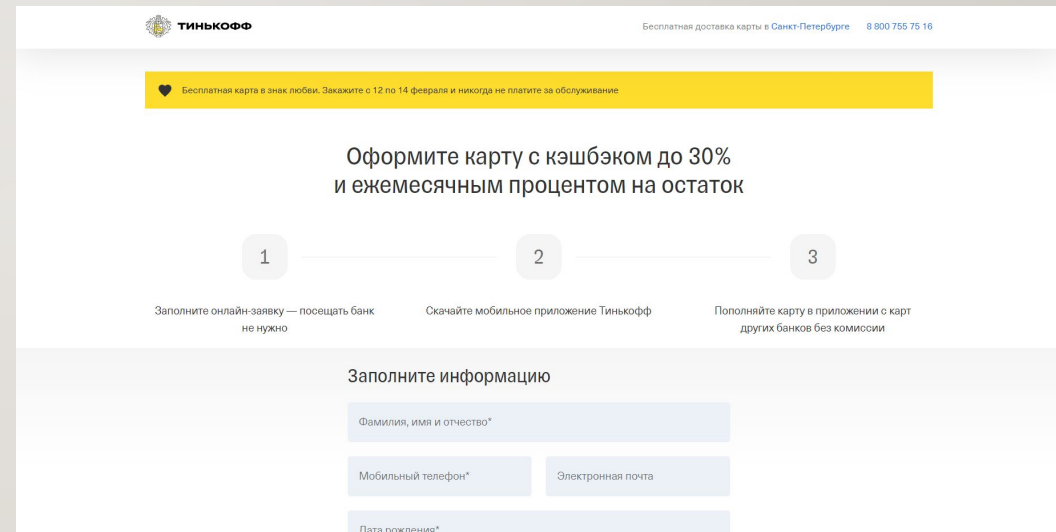 ТИНЬКОФФ
Бесплатная доставка карты в Санкт-Петербурге 8 800 755 75 16
Бесплатная карта в знак любви. Закажите с 12 по 14 февраля и никогда не платите за обслуживание
Оформите карту с кэшбэком до 30%
и ежемесячным процентом на остаток
1
2
3
Заполните онлайн-заявку — посещать банк
не нужно
Скачайте мобильное приложение Тинькофф
Пополняйте карту в приложении с карт
других банков без комиссии
Заполните информацию
Фамилия, имя и отчество*
Мобильный телефон*
Электронная почта
Дата рождения*